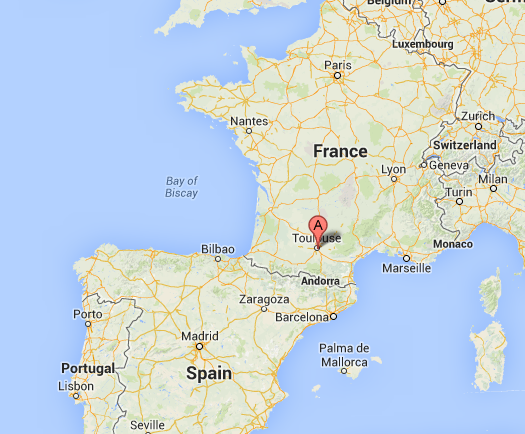 Belgium
Luxembourg
Paris
Nantes
Zurich
France
Switzerland
Lyon
Geneva
Bay of
Biscay
Milan
Turin
A
Toulouse
Monaco
Bilbao
Marseille
Andorra
Zaragoza
Porto
Barcelona
Madrid
Palma de
Mallorca
Portugal
Spain
Lisbon
Seville